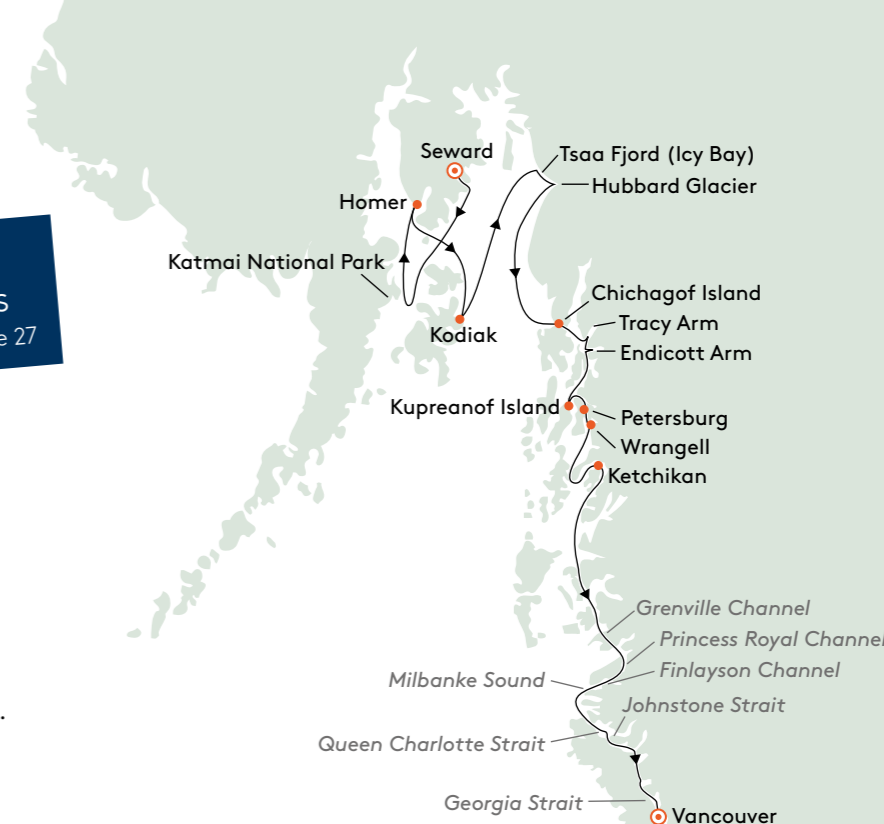 Seward
Tsaa Fjord (Icy Bay)
Hubbard Glacier
Homer
Katmai National Park
Chichagof Island
S
27
Tracy Arm
Kodiak
Endicott Arm
Kupreanof Island
Petersburg
Wrangell
Ketchikan
Grenville Channel
Princess Royal Channel
Finlayson Channel
Milbanke Sound
Johnstone Strait
.
Queen Charlotte Strait
Georgia Strait
Vancouver